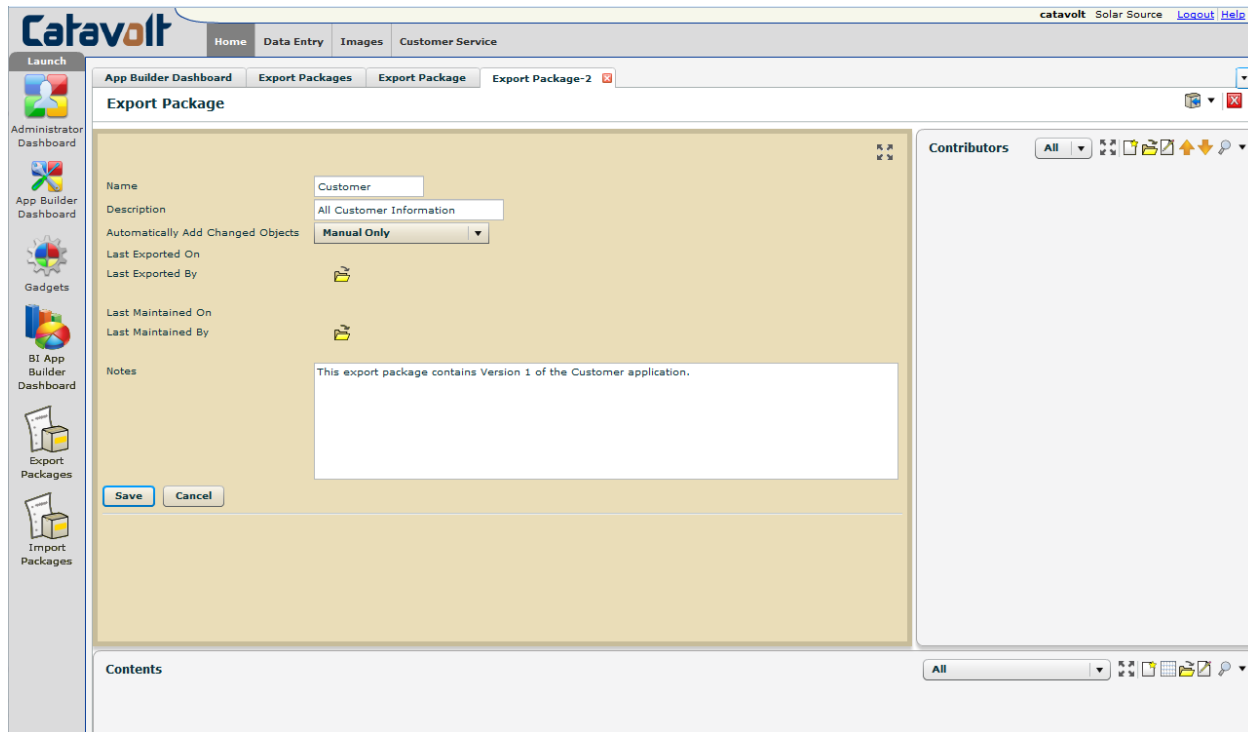 catavolt Solar Source Logout Help
Catavolt
Home Data Entry Images Customer Service
Launch
App Builder Dashboard Export Packages Export Package Export Package-2
Export Package
Administrator
Dashboard
App Builder
Dashboard
Gadgets
BI App
Builder
Dashboard
Export
Packages
Import
Packages
Name Customer
Description All Customer Information
Automatically Add Changed Objects Manual Only
Last Exported On
Last Exported By
Last Maintained On
Last Maintained By
Notes This export package contains Version 1 of the Customer application.
Save Cancel
Contributors All
Contents All